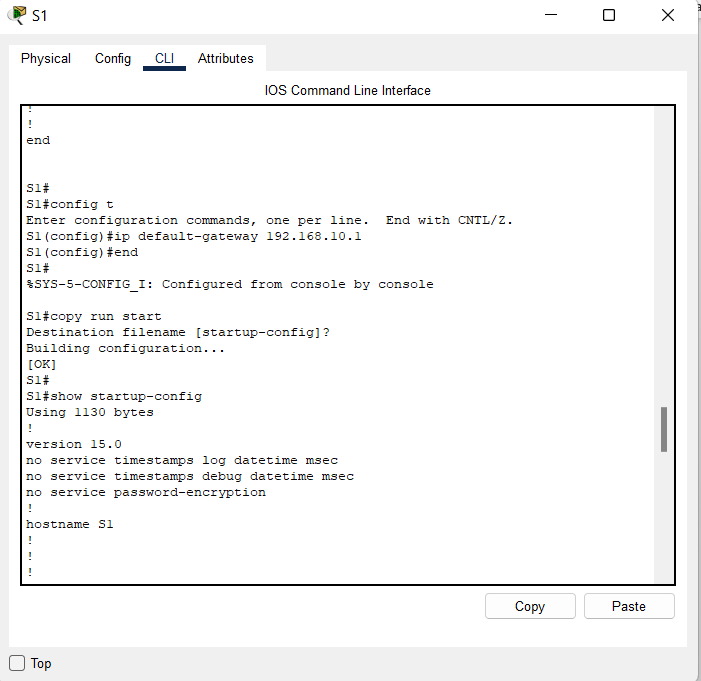 S1
Physical Config CLI Attributes
IOS Command Line Interface
!
!
end
S1#
S1#config t
Enter configuration commands, one per line.  End with CNTL/Z.
S1(config)#ip default-gateway 192.168.10.1
S1(config)#end
S1#
%SYS-5-CONFIG_I: Configured from console by console
S1#copy run start
Destination filename [startup-config]?
Building configuration...
[OK]
S1#
S1#show startup-config
Using 1130 bytes
!
version 15.0
no service timestamps log datetime msec
no service timestamps debug datetime msec
no service password-encryption
!
hostname S1
!
!
!
Copy Paste
Top